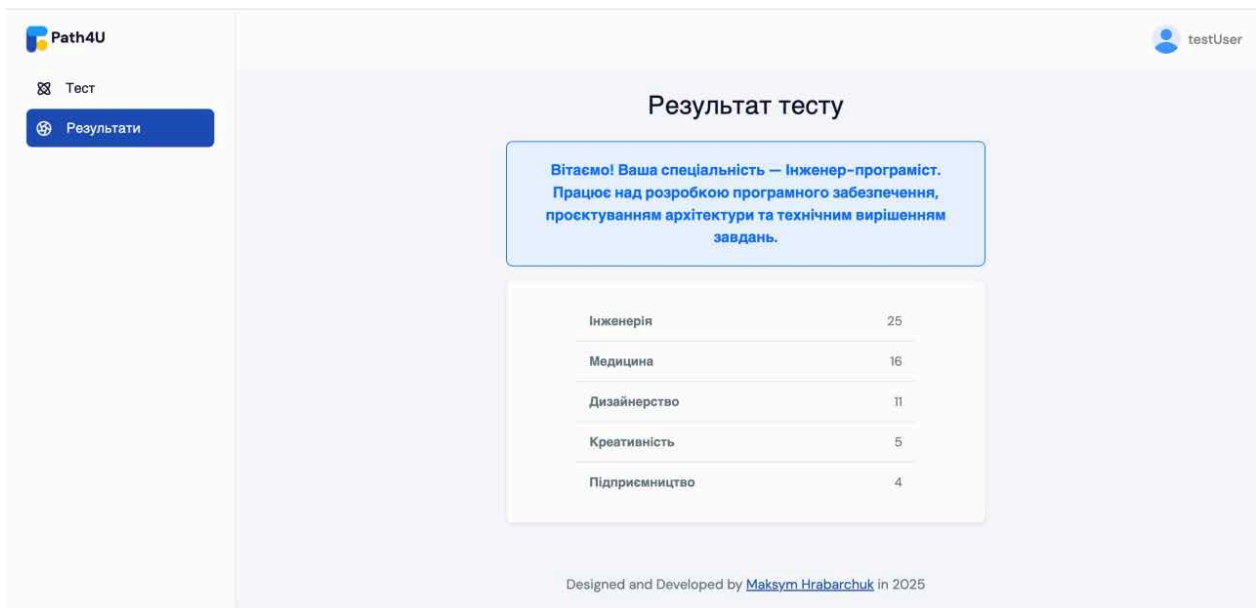 Path4U
testUser
Тест
Результати
Результат тесту
Вітаємо! Ваша спеціальність — Інженер-програміст.
Працює над розробкою програмного забезпечення,
проєктуванням архітектури та технічним вирішенням
завдань.
Інженерія 25
Медицина 16
Дизайнерство 11
Креативність 5
Підприємництво 4
Designed and Developed by Maksym Hrabarchuk in 2025